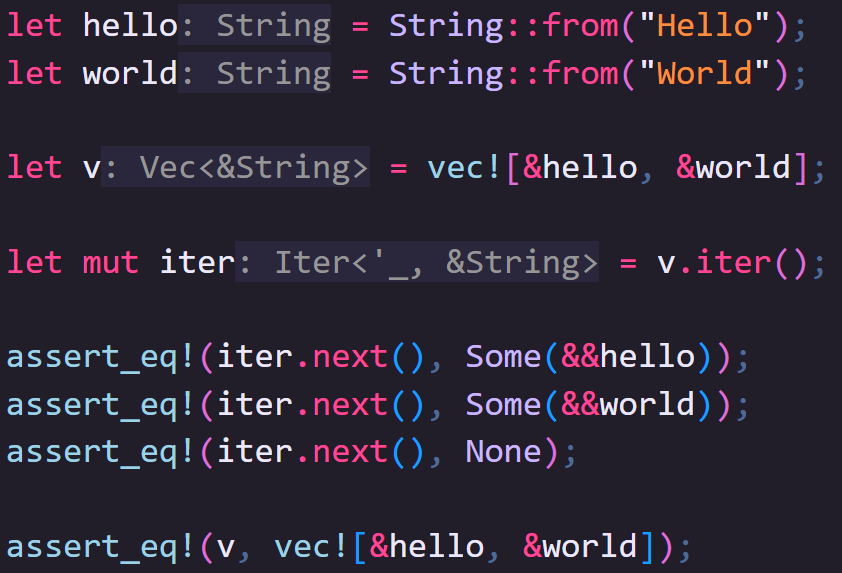 let hello: String = String::from("Hello");
let world: String = String::from("World");
let v: Vec<&String> = vec![&hello, &world];
let mut iter: Iter<'_, &String> = v.iter();
assert_eq!(iter.next(), Some(&&hello));
assert_eq!(iter.next(), Some(&&world));
assert_eq!(iter.next(), None);
assert_eq!(v, vec![&hello, &world]);